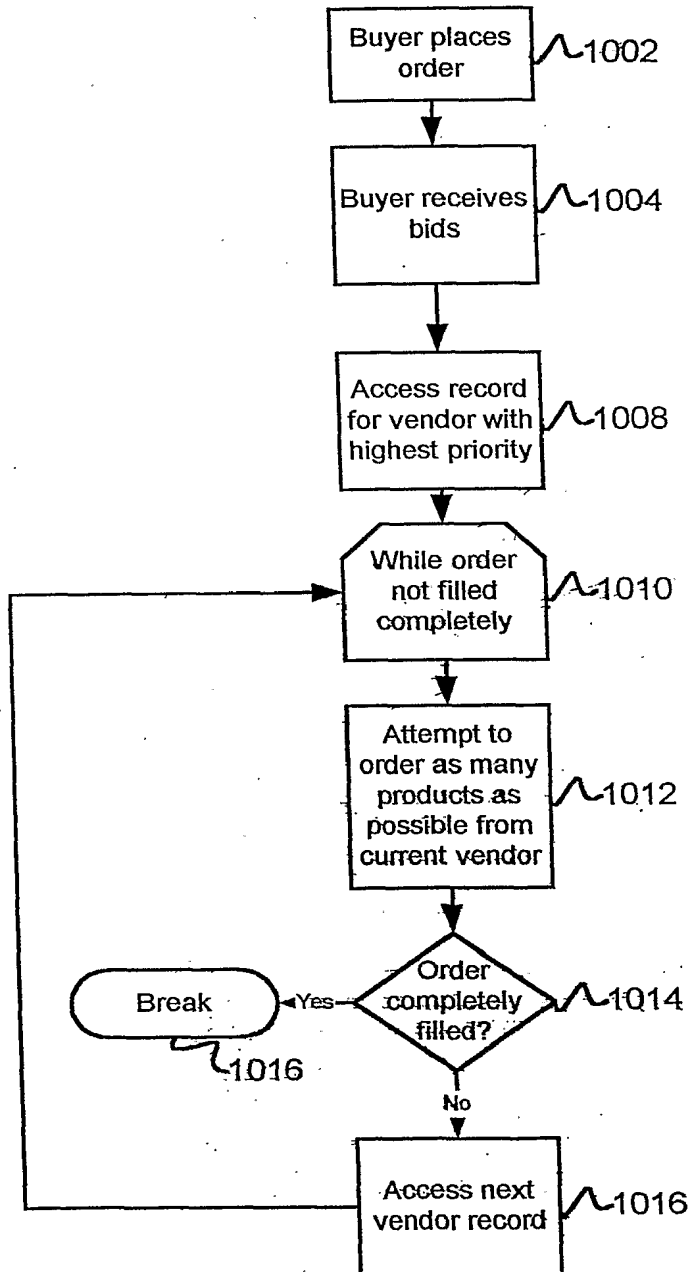 Buyer places
order
1002
Buyer receives
bids
1004
Access record
for vendor with
highest priority
1008
While order
not filled
completely
1010
Attempt to
order as many
products as
possible from
current vendor
1012
Order
completely
filled?
1014
Yes
Break
1016
No
Access next
vendor record
1016